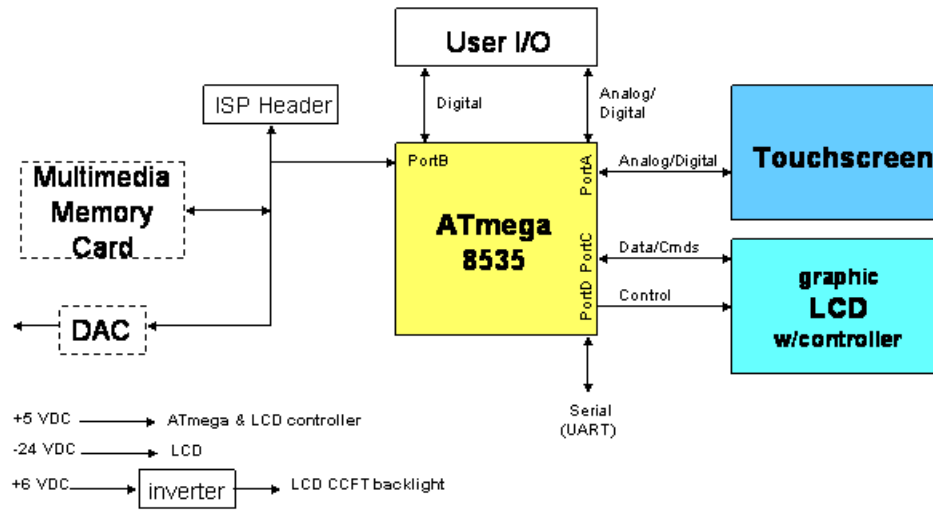 User I/O
ISP Header
Digital
Analog/
Digital
PortB
PortA
Analog/Digital
Touchscreen
Multimedia
Memory
Card
ATmega
8535
PortC
Data/Cmds
graphic
LCD
w/controller
PortD
Control
DAC
Serial
(UART)
+5 VDC
ATmega & LCD controller
-24 VDC
LCD
+6 VDC
inverter
LCD CCFT backlight